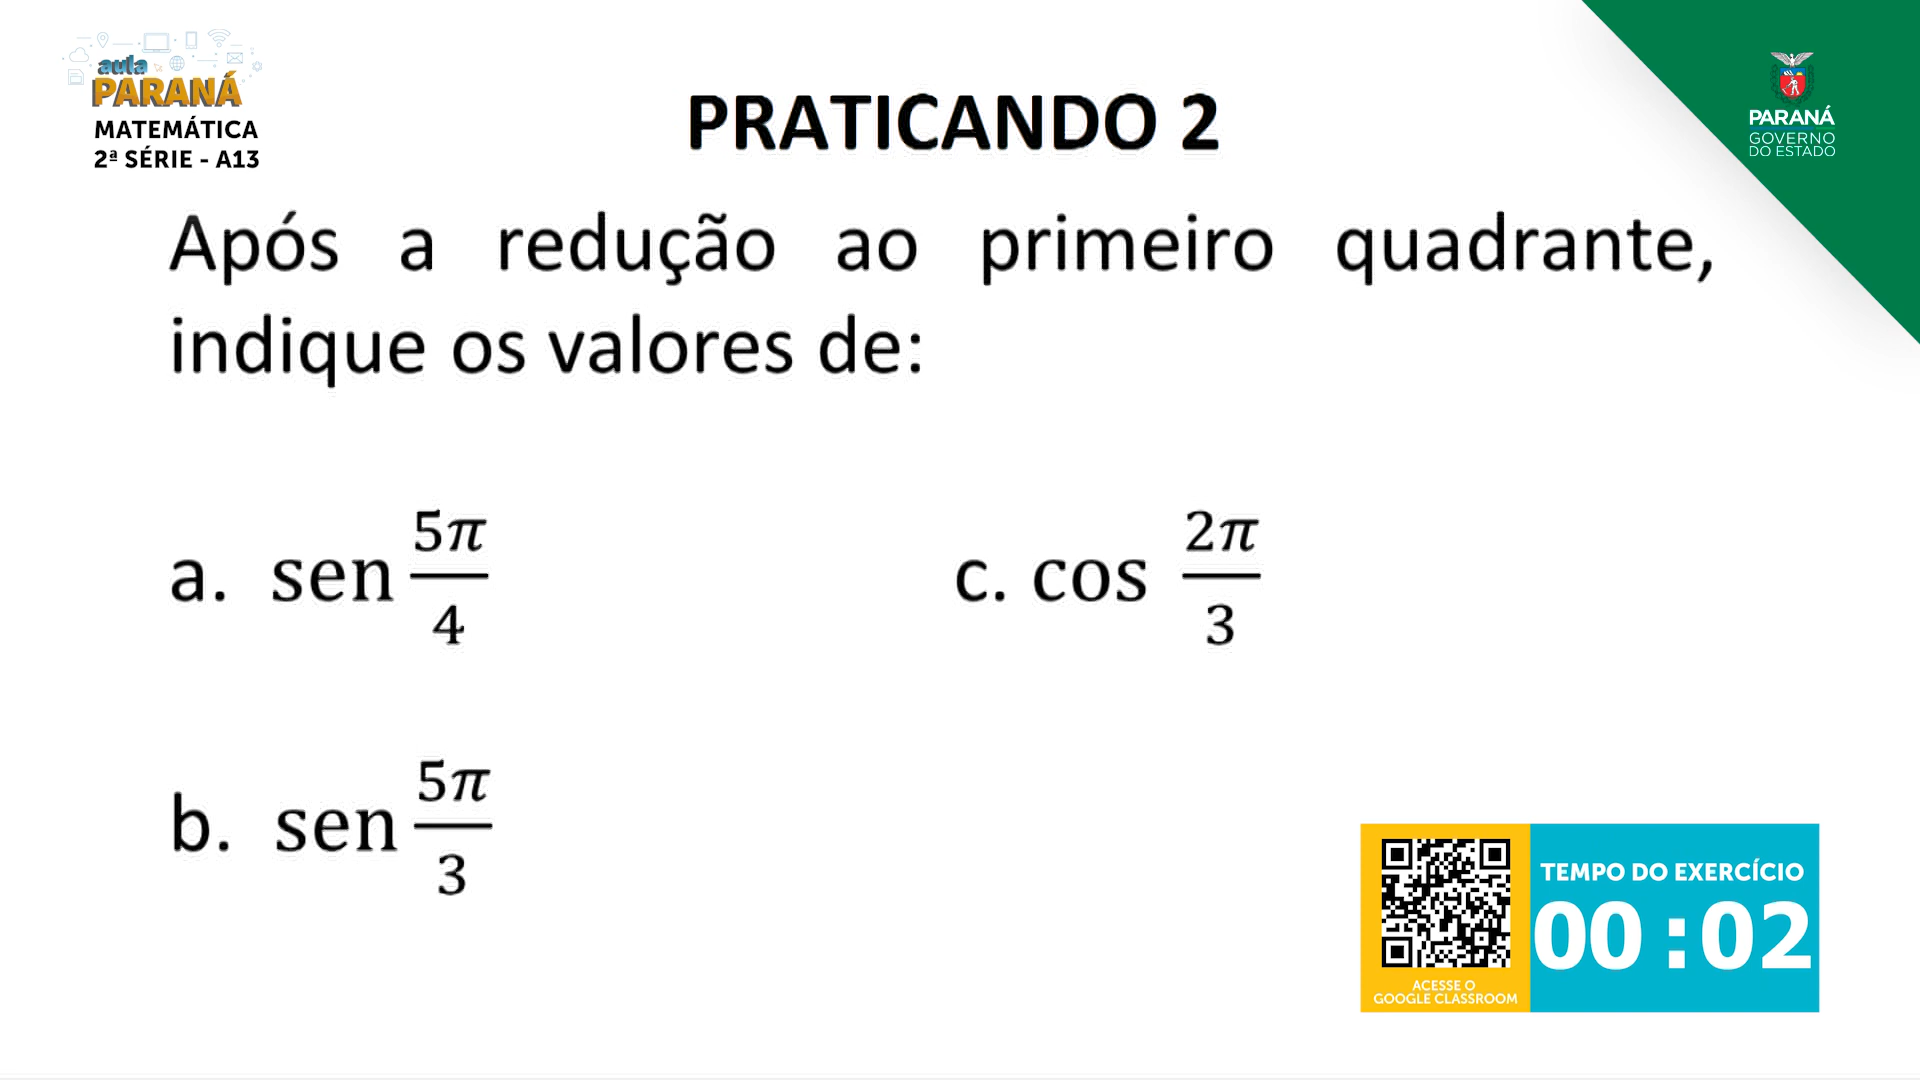 aula
PARANÁ
MATEMÁTICA
2ª SÉRIE - A13
PRATICANDO 2
PARANÁ
GOVERNO
DO ESTADO
Após a redução ao primeiro quadrante,
indique os valores de:
a. sen 5π/4
c. cos 2π/3
b. sen 5π/3
TEMPO DO EXERCÍCIO
00:02
ACESSE O
GOOGLE CLASSROOM